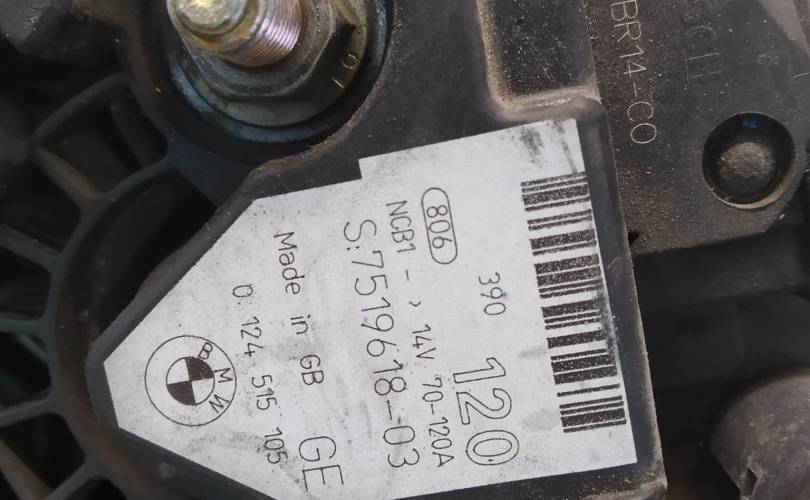 BR14-C0
390 120
806
NCB1 - > 14V 70-120A
S:7519618-03
Made in GB GE
0 124 515 105
BMW